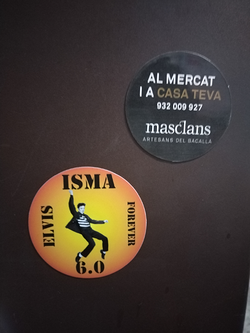 AL MERCAT
I A CASA TEVA
932 009 927
masclans
ARTESANS DEL BACALLÀ
ISMA
ELVIS
FOREVER
6.0